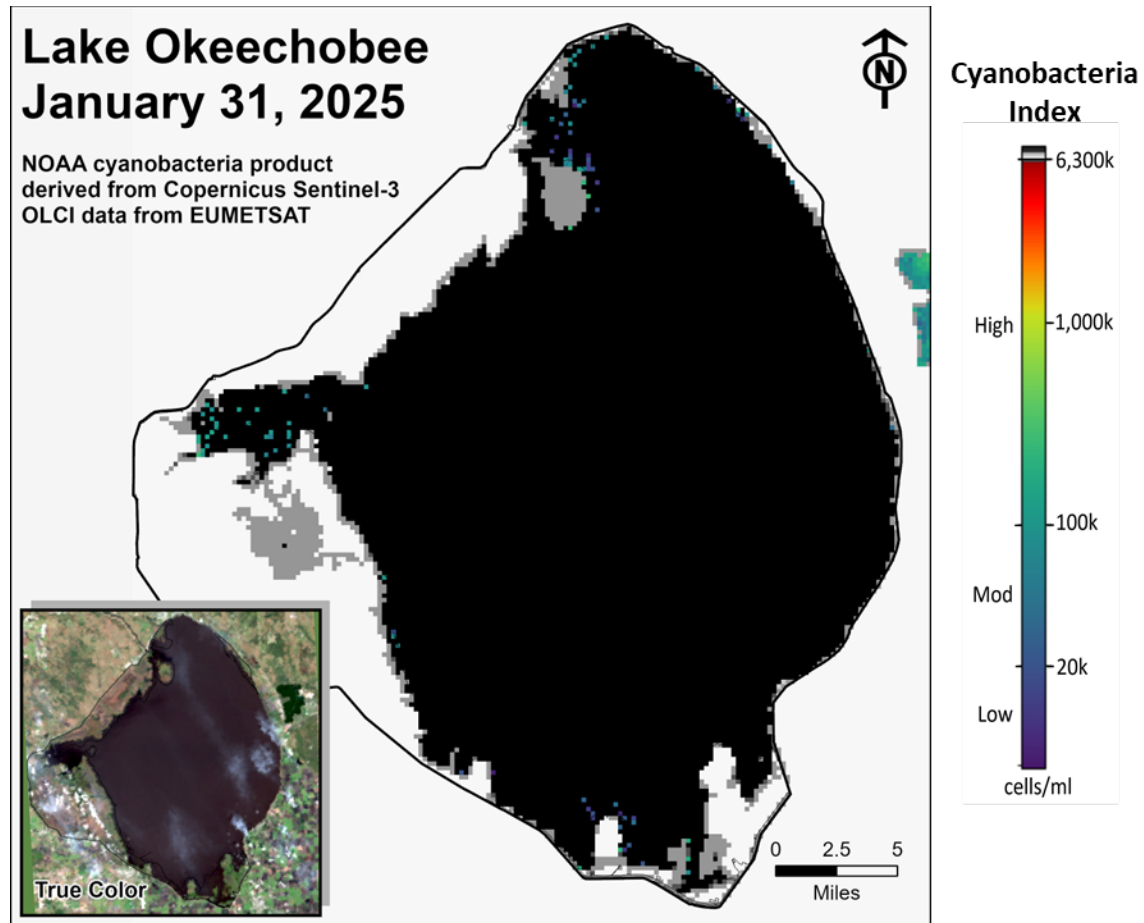 Lake Okeechobee
January 31, 2025
NOAA cyanobacteria product
derived from Copernicus Sentinel-3
OLCI data from EUMETSAT
N
Cyanobacteria
Index
6,300k
High
1,000k
100k
Mod
20k
Low
cells/ml
0 2.5 5
Miles
True Color